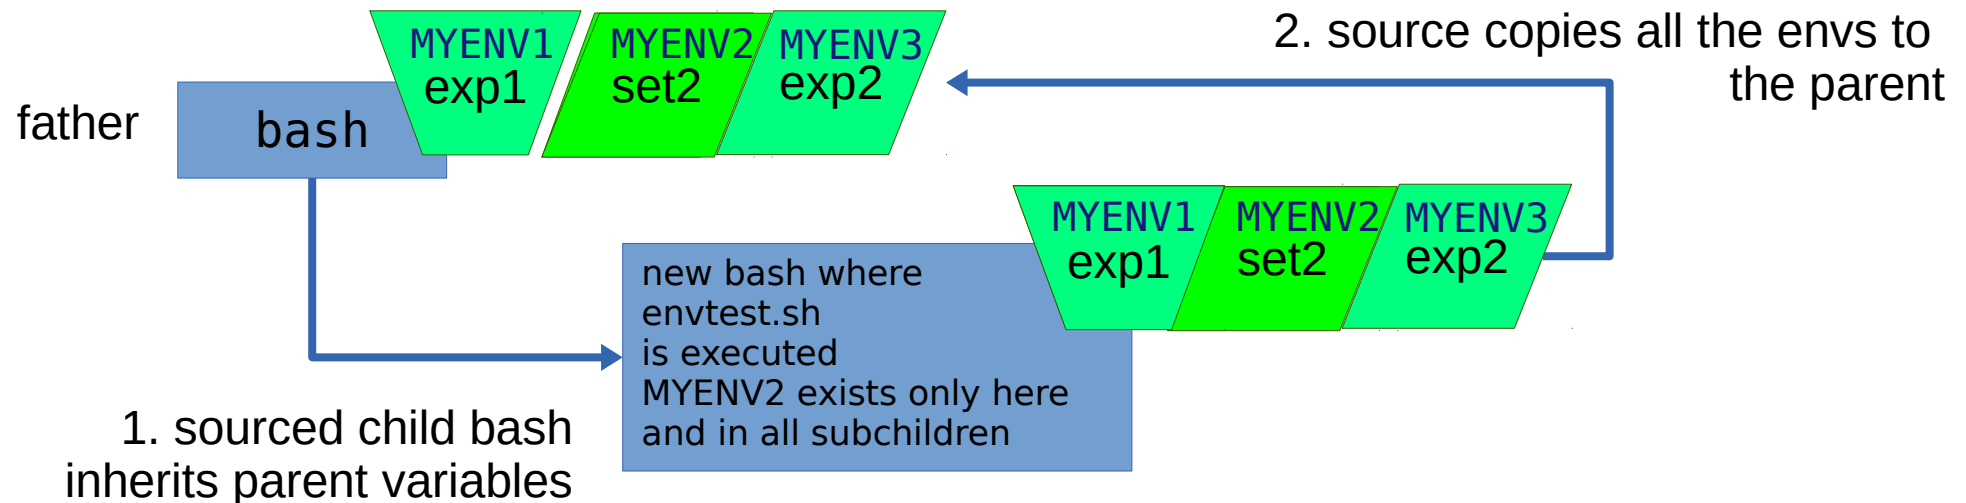 MYENV1 MYENV2 MYENV3
exp1 set2 exp2
2. source copies all the envs to
the parent
father
bash
MYENV1 MYENV2 MYENV3
exp1 set2 exp2
new bash where
envtest.sh
is executed
MYENV2 exists only here
and in all subchildren
1. sourced child bash
inherits parent variables